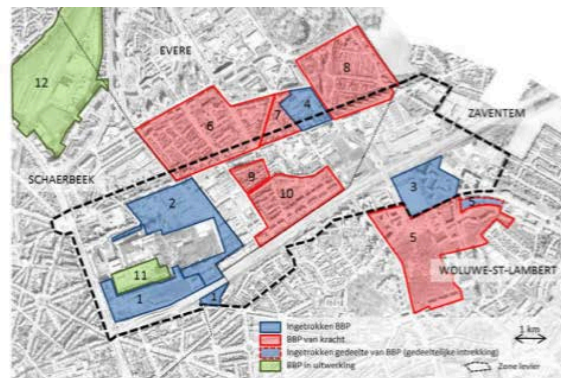 12
EVERE
8
ZAVENTEM
7
4
6
SCHAERBEEK
9
2
10
3
5
5
11
WOLUWE-ST-LAMBERT
1
1
Ingetrokken BBP
BBP van kracht
Ingetrokken gedeelte van BBP (gedeeltelijke intrekking)
BBP in uitwerking
1 km
Zone levier